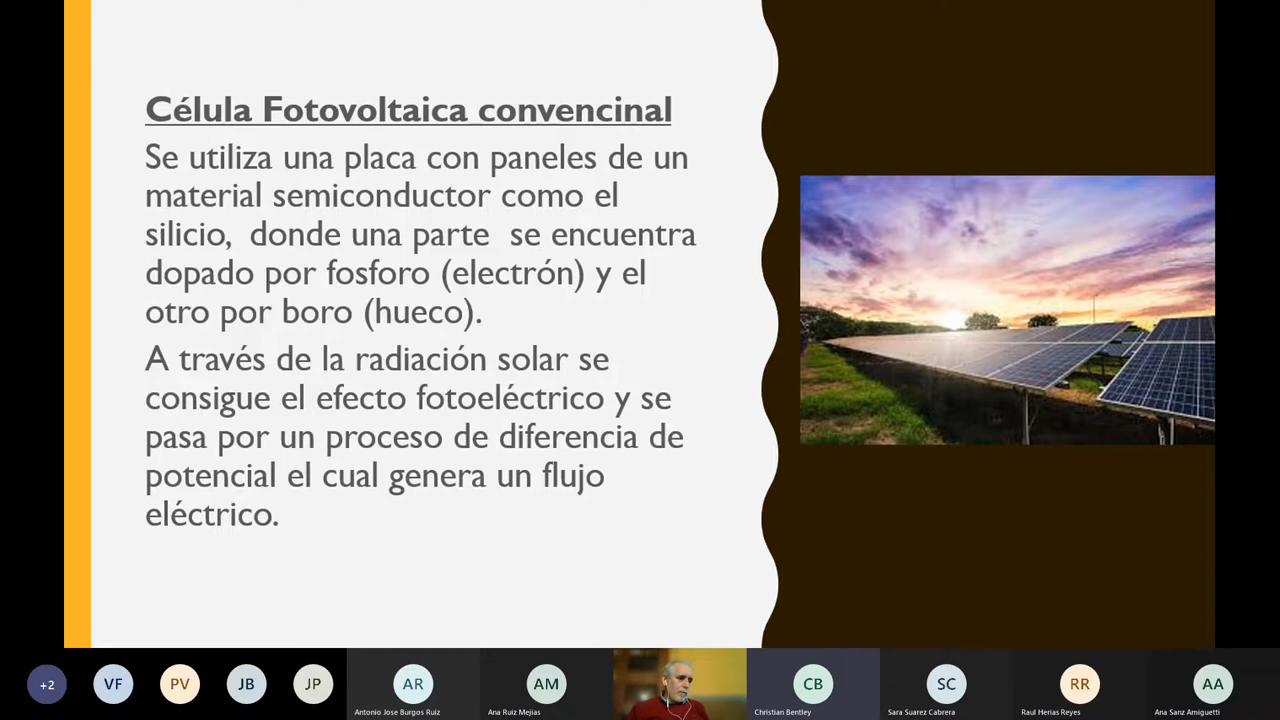 Célula Fotovoltaica convencinal
Se utiliza una placa con paneles de un
material semiconductor como el
silicio, donde una parte se encuentra
dopado por fosforo (electrón) y el
otro por boro (hueco).
A través de la radiación solar se
consigue el efecto fotoeléctrico y se
pasa por un proceso de diferencia de
potencial el cual genera un flujo
eléctrico.
+2
VF
PV
JB
JP
AR
Antonio Jose Burgos Ruiz
AM
Ana Ruiz Mejias
CB
Christian Bentley
SC
Sara Suarez Cabrera
RR
Raul Herias Reyes
AA
Ana Sanz Amiguetti